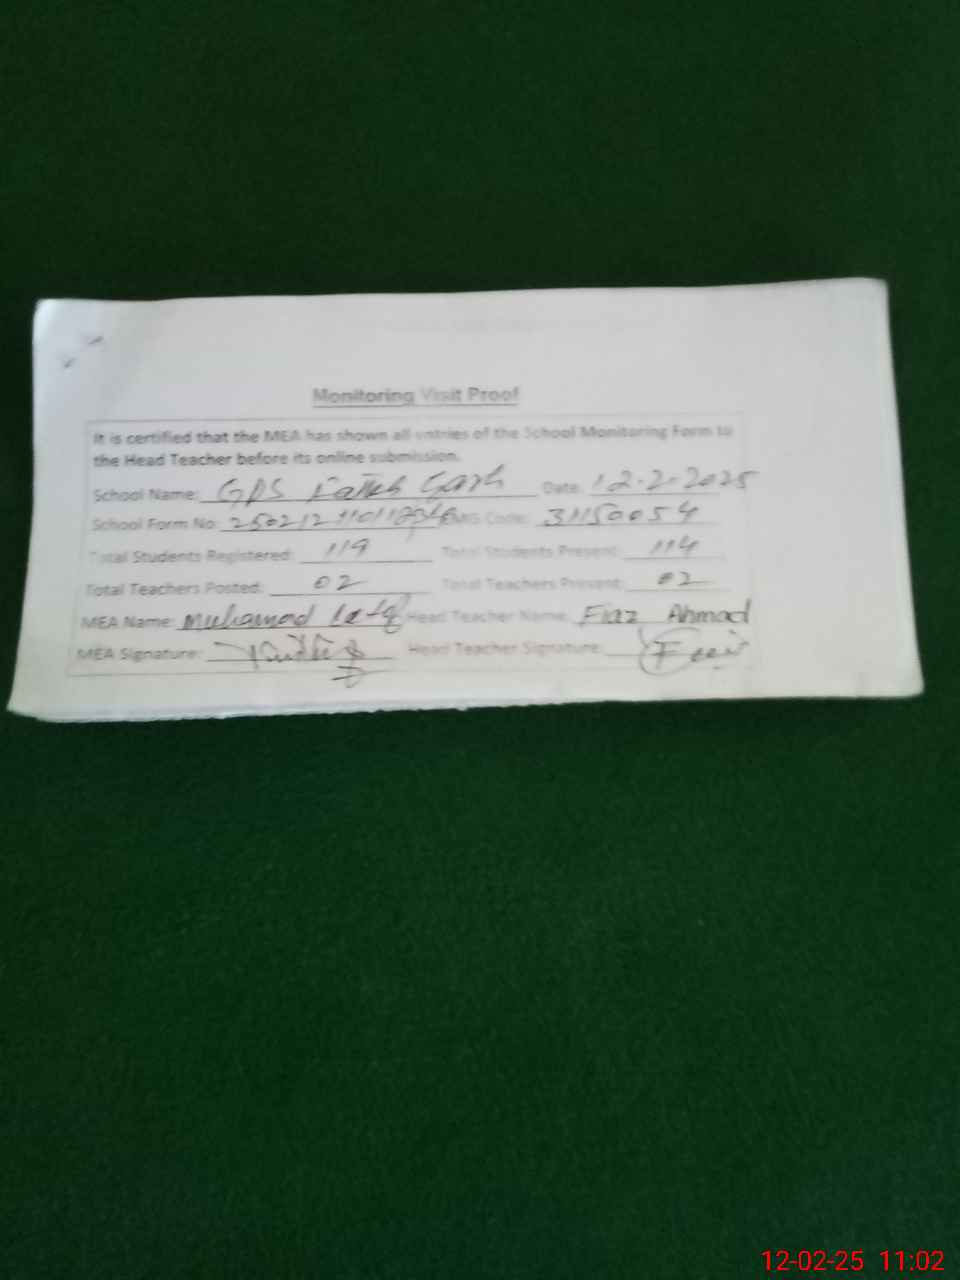 Monitoring Visit Proof
It is certified that the MEA has shown all entries of the School Monitoring Form to
the Head Teacher before its online submission.
School Name: GPS Fateh Garh Date: 12.2.2025
School Form No: EMIS Code: 31150054
Total Students Registered: 119 Total Students Present: 114
Total Teachers Posted: 02 Total Teachers Present: 02
MEA Name: Muhamad Head Teacher Name: Fiaz Ahmad
MEA Signature: Head Teacher Signature:
12-02-25 11:02